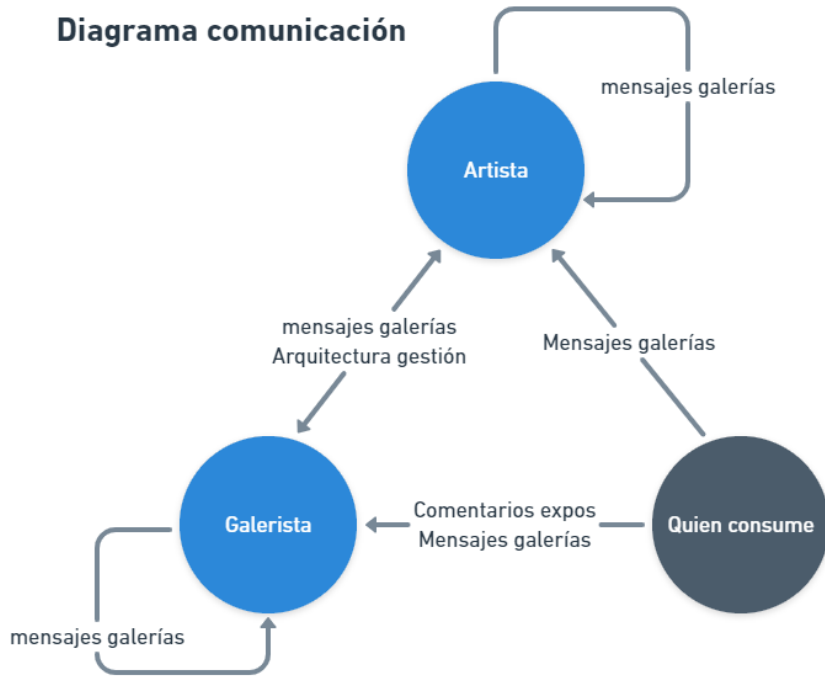 Diagrama comunicación
mensajes galerías
Artista
mensajes galerías
Arquitectura gestión
Mensajes galerías
Galerista
Comentarios expos
Mensajes galerías
Quien consume
mensajes galerías